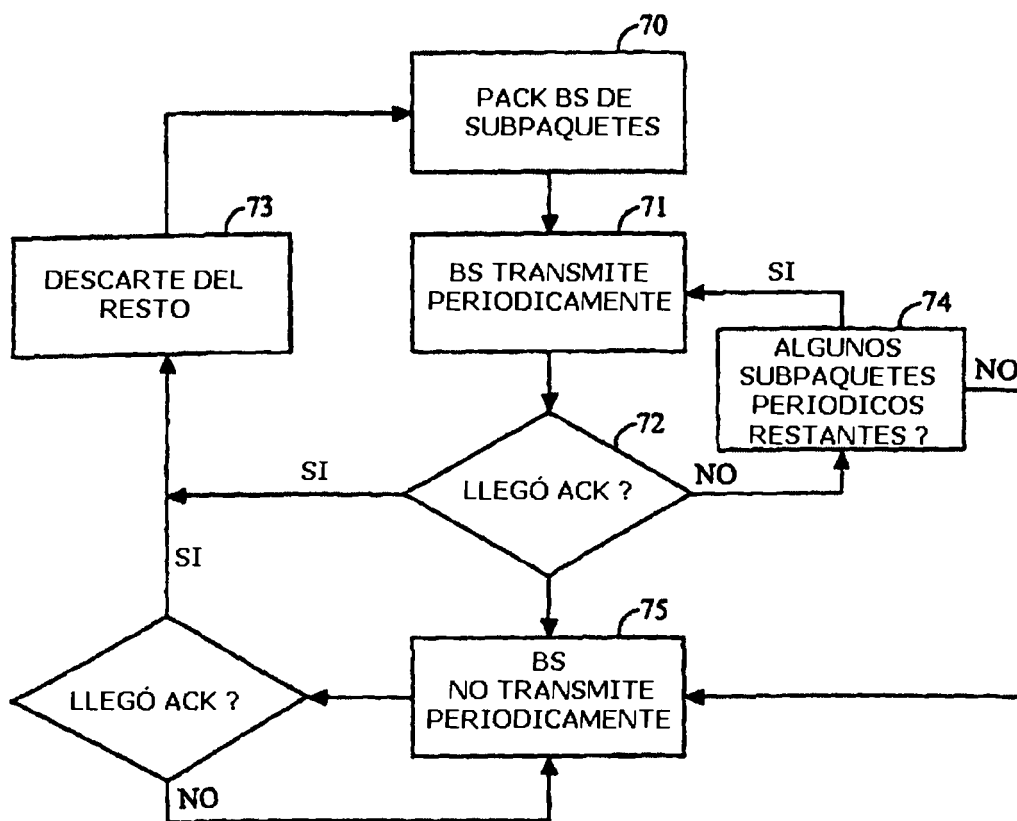 70
PACK BS DE
SUBPAQUETES
73
DESCARTE DEL
RESTO
71
BS TRANSMITE
PERIODICAMENTE
SI
74
ALGUNOS
SUBPAQUETES
PERIODICOS
RESTANTES ?
NO
72
LLEGÓ ACK ?
SI
NO
SI
75
BS
NO TRANSMITE
PERIODICAMENTE
LLEGÓ ACK ?
NO